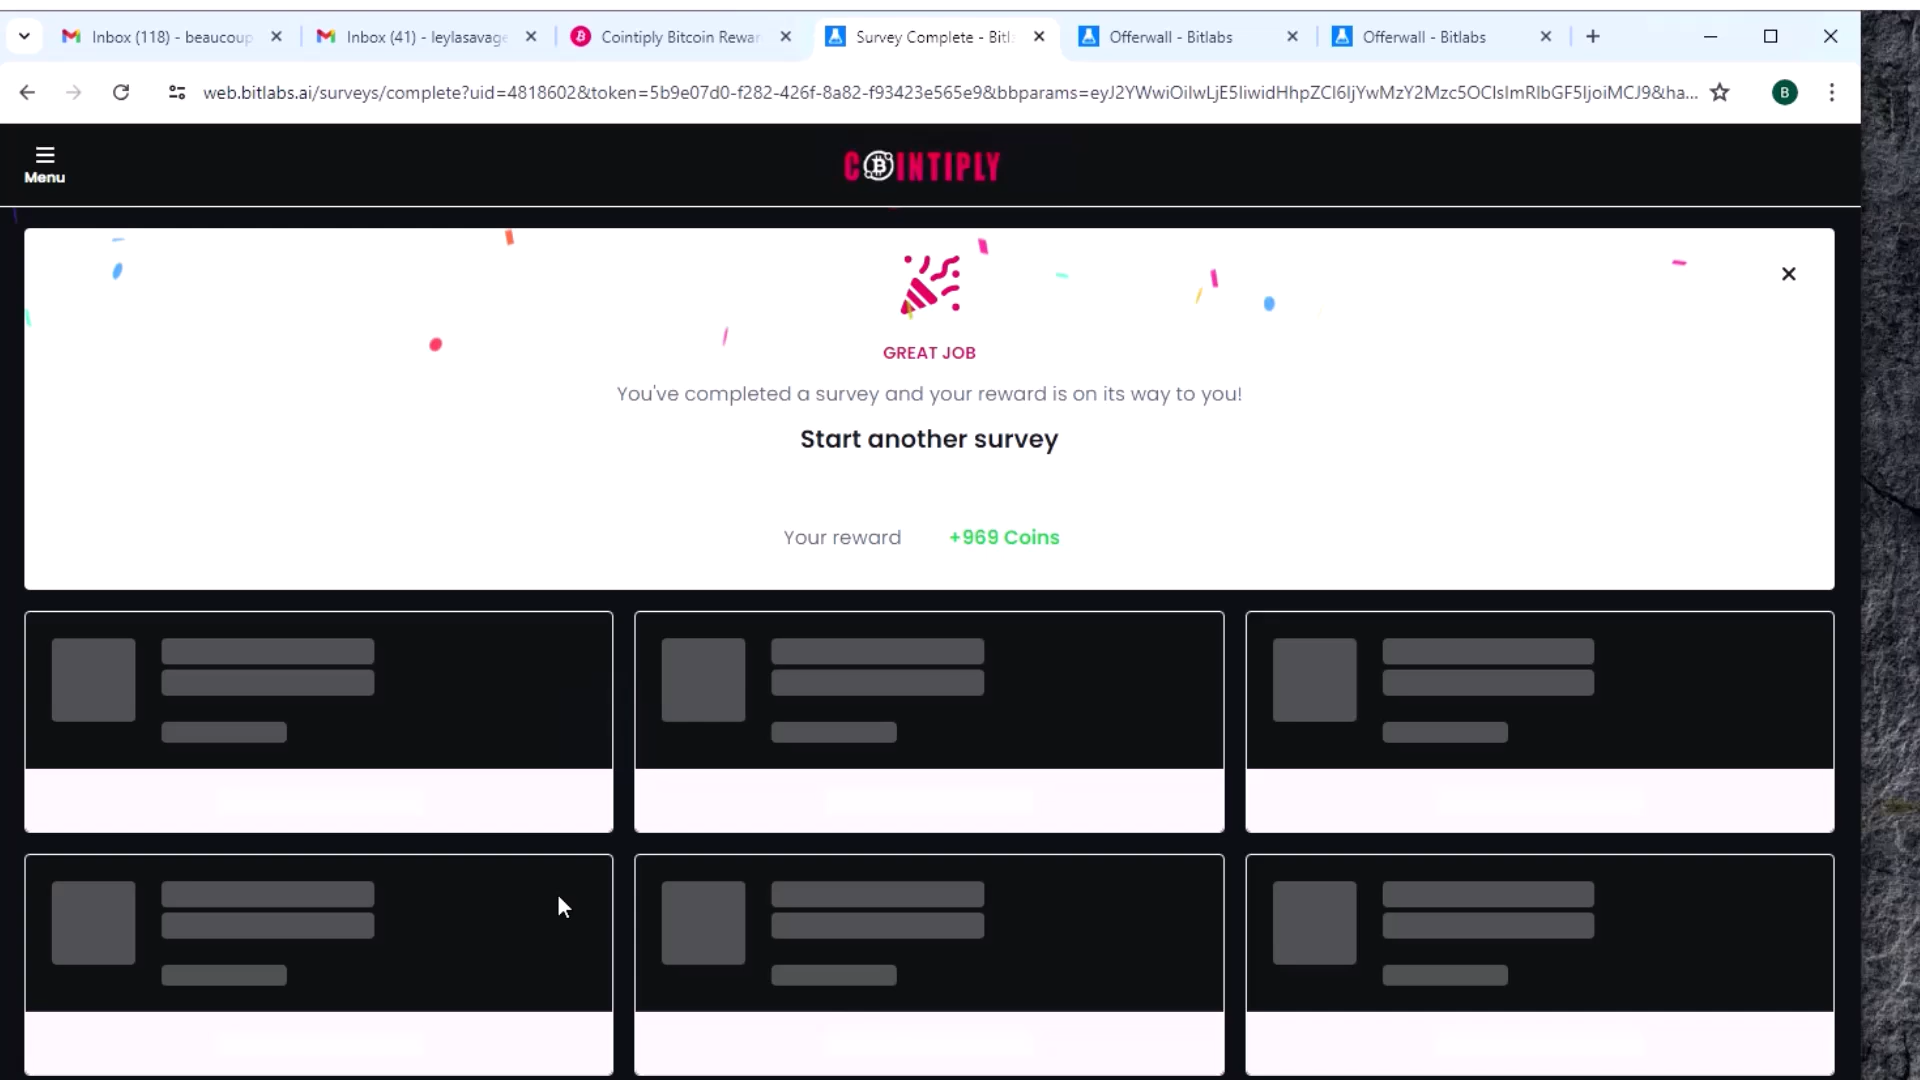 Inbox (118) - beaucoup
Inbox (41) - leylasavage
Cointiply Bitcoin Rewar
Survey Complete - Bitl
Offerwall - Bitlabs
Offerwall - Bitlabs
web.bitlabs.ai/surveys/complete?uid=4818602&token=5b9e07d0-f282-426f-8a82-f93423e565e9&bbparams=eyJ2YWwiOiIwLjE5IiwidHhpZCI6IjYwMzY2Mzc5OCIsImRlbGF5IjoiMCJ9&ha...
B
Menu
COINTIPLY
GREAT JOB
You've completed a survey and your reward is on its way to you!
Start another survey
Your reward +969 Coins